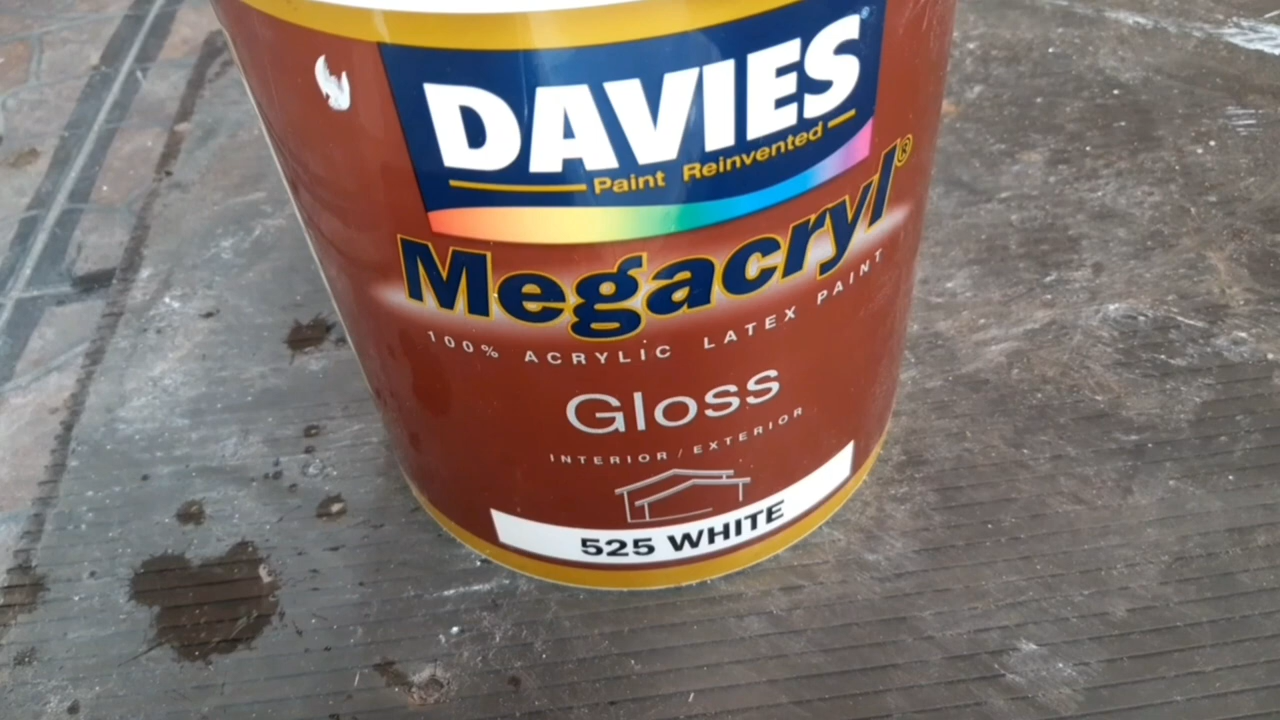 DAVIES®
Paint Reinvented
Megacryl®
100% ACRYLIC LATEX PAINT
Gloss
INTERIOR/EXTERIOR
525 WHITE